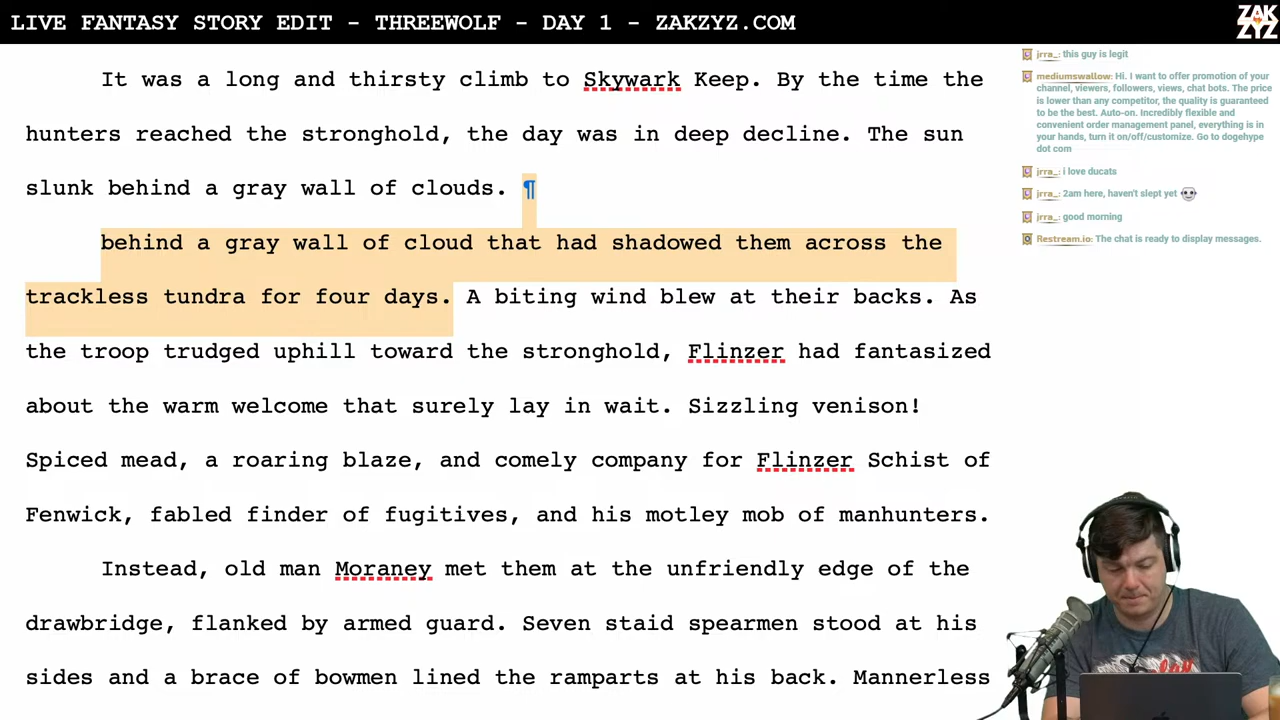 LIVE FANTASY STORY EDIT - THREEWOLF - DAY 1 - ZAKZYZ.COM
ZAK
ZYZ
It was a long and thirsty climb to Skywark Keep. By the time the
hunters reached the stronghold, the day was in deep decline. The sun
slunk behind a gray wall of clouds. ¶
behind a gray wall of cloud that had shadowed them across the
trackless tundra for four days. A biting wind blew at their backs. As
the troop trudged uphill toward the stronghold, Flinzer had fantasized
about the warm welcome that surely lay in wait. Sizzling venison!
Spiced mead, a roaring blaze, and comely company for Flinzer Schist of
Fenwick, fabled finder of fugitives, and his motley mob of manhunters.
Instead, old man Moraney met them at the unfriendly edge of the
drawbridge, flanked by armed guard. Seven staid spearmen stood at his
sides and a brace of bowmen lined the ramparts at his back. Mannerless
jrra_: this guy is legit
mediumswallow: Hi. I want to offer promotion of your
channel, viewers, followers, views, chat bots. The price
is lower than any competitor, the quality is guaranteed
to be the best. Auto-on. Incredibly flexible and
convenient order management panel, everything is in
your hands, turn it on/off/customize. Go to dogehype
dot com
jrra_: i love ducats
jrra_: 2am here, haven't slept yet
jrra_: good morning
Restream.io: The chat is ready to display messages.